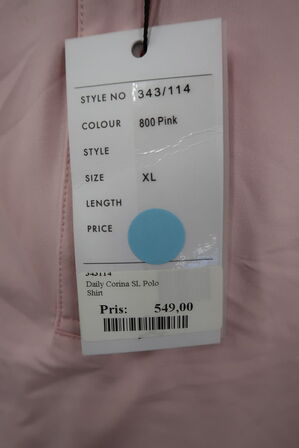 STYLE NO 343/114
COLOUR 800 Pink
STYLE
SIZE XL
LENGTH
PRICE
343114
Daily Corina SL Polo
Shirt
Pris: 549,00